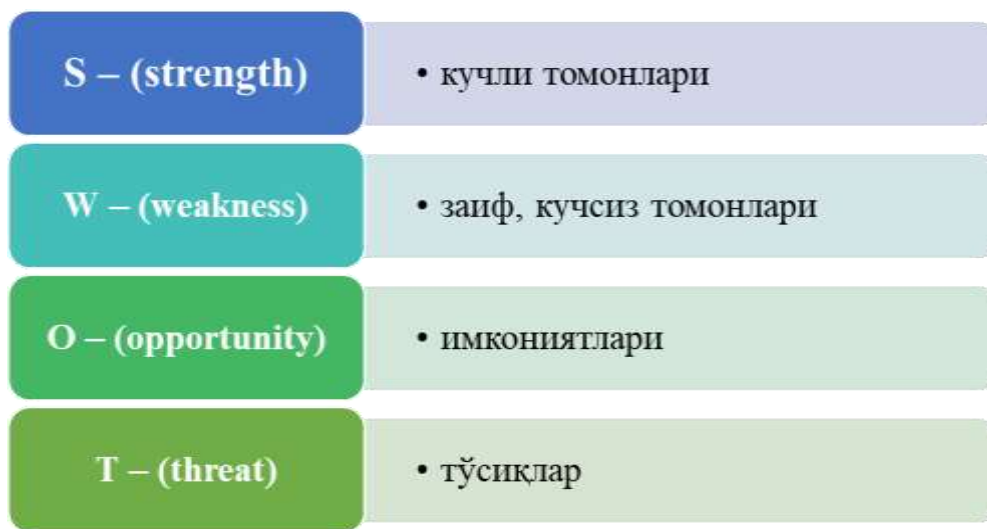 S – (strength)
• кучли томонлари
W – (weakness)
• заиф, кучсиз томонлари
O – (opportunity)
• имкониятлари
T – (threat)
• тўсиқлар